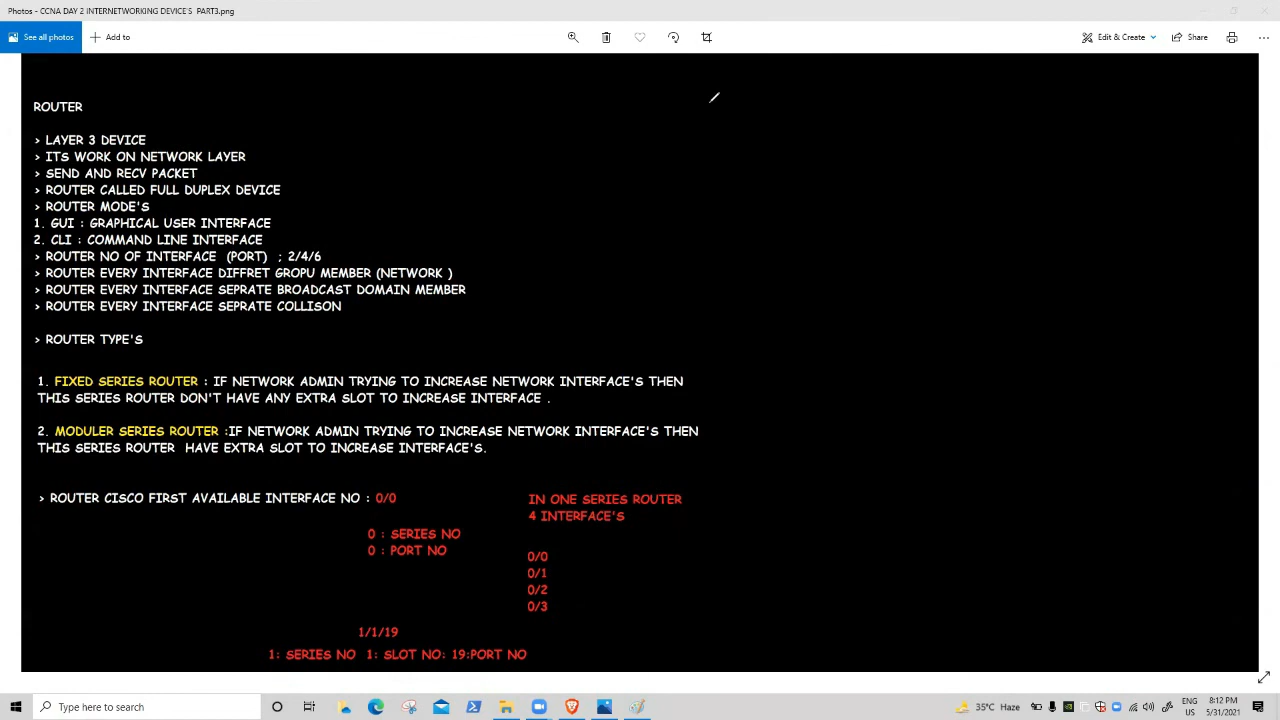 Photos - CCNA DAY 2 INTERNETWORKING DEVICE'S PART3.png
See all photos
Add to
Edit & Create
Share
ROUTER
> LAYER 3 DEVICE
> ITS WORK ON NETWORK LAYER
> SEND AND RECV PACKET
> ROUTER CALLED FULL DUPLEX DEVICE
> ROUTER MODE'S
1. GUI : GRAPHICAL USER INTERFACE
2. CLI : COMMAND LINE INTERFACE
> ROUTER NO OF INTERFACE (PORT) ; 2/4/6
> ROUTER EVERY INTERFACE DIFFRET GROPU MEMBER (NETWORK )
> ROUTER EVERY INTERFACE SEPRATE BROADCAST DOMAIN MEMBER
> ROUTER EVERY INTERFACE SEPRATE COLLISON
> ROUTER TYPE'S
1. FIXED SERIES ROUTER : IF NETWORK ADMIN TRYING TO INCREASE NETWORK INTERFACE'S THEN
THIS SERIES ROUTER DON'T HAVE ANY EXTRA SLOT TO INCREASE INTERFACE .
2. MODULER SERIES ROUTER :IF NETWORK ADMIN TRYING TO INCREASE NETWORK INTERFACE'S THEN
THIS SERIES ROUTER HAVE EXTRA SLOT TO INCREASE INTERFACE'S.
> ROUTER CISCO FIRST AVAILABLE INTERFACE NO : 0/0
0 : SERIES NO
0 : PORT NO
IN ONE SERIES ROUTER
4 INTERFACE'S
0/0
0/1
0/2
0/3
1/1/19
1: SERIES NO 1: SLOT NO: 19:PORT NO
Type here to search
35°C Haze
ENG
US
8:12 PM
5/31/2021